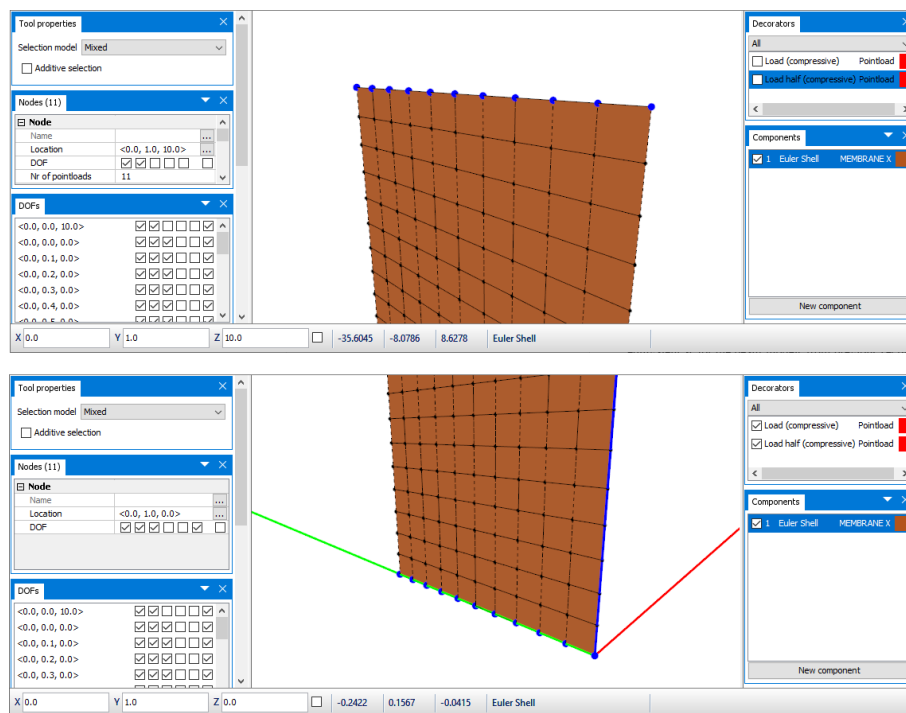 Tool properties
Selection model Mixed
Additive selection
Nodes (11)
Node
Name ...
Location <0.0, 1.0, 10.0> ...
DOF
Nr of pointloads 11
DOFs
<0.0, 0.0, 10.0>
<0.0, 0.0, 0.0>
<0.0, 0.1, 0.0>
<0.0, 0.2, 0.0>
<0.0, 0.3, 0.0>
<0.0, 0.4, 0.0>
<0.0, 0.5, 0.0>
Decorators
All
Load (compressive) Pointload
Load half (compressive) Pointload
Components
1 Euler Shell MEMBRANE X
New component
X 0.0 Y 1.0 Z 10.0 -35.6045 -8.0786 8.6278 Euler Shell
Tool properties
Selection model Mixed
Additive selection
Nodes (11)
Node
Name ...
Location <0.0, 1.0, 0.0> ...
DOF
DOFs
<0.0, 0.0, 10.0>
<0.0, 0.0, 0.0>
<0.0, 0.1, 0.0>
<0.0, 0.2, 0.0>
<0.0, 0.3, 0.0>
Decorators
All
Load (compressive) Pointload
Load half (compressive) Pointload
Components
1 Euler Shell MEMBRANE X
New component
X 0.0 Y 1.0 Z 0.0 -0.2422 0.1567 -0.0415 Euler Shell